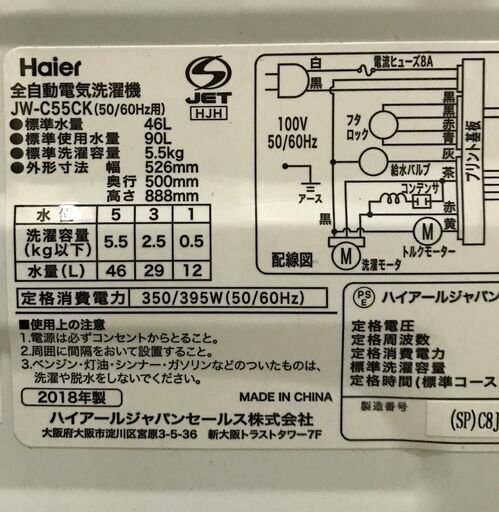 Haier
全自動電気洗濯機
JW-C55CK(50/60Hz用)
JET
HJH
●標準水量 46L
●標準使用水量 90L
●標準洗濯容量 5.5kg
●外形寸法 幅 526mm
奥行 500mm
高さ 888mm
水位 5 3 1
洗濯容量(kg以下) 5.5 2.5 0.5
水量(L) 46 29 12
定格消費電力 350/395W(50/60Hz)
■使用上の注意
1.電源は必ずコンセントからとること。
2.周囲に間隔をおいて設置すること。
3.ベンジン・灯油・シンナー・ガソリンなどのついたものは、
洗濯や脱水をしないこと。
2018年製
MADE IN CHINA
ハイアールジャパンセールス株式会社
大阪府大阪市淀川区宮原3-5-36 新大阪トラストタワー7F
白
電流ヒューズ8A
黒
100V
50/60Hz
アース
フタ
ロック
黒
赤
青
給水バルブ
灰
茶
コンデンサ
赤
黄
プリント基板
M
洗濯モータ
M
トルクモーター
配線図
PS
E
ハイアールジャパン
定格電圧
定格周波数
定格消費電力
標準洗濯容量
定格時間(標準コース
製造番号
(SP)C8J